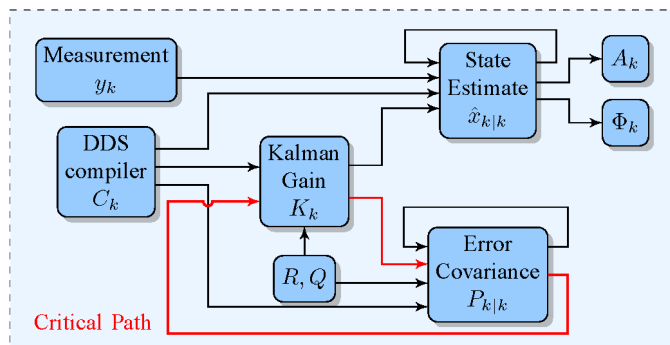 Measurement
y_k
DDS
compiler
C_k
Kalman
Gain
K_k
R, Q
State
Estimate
x̂_{k|k}
A_k
Φ_k
Error
Covariance
P_{k|k}
Critical Path